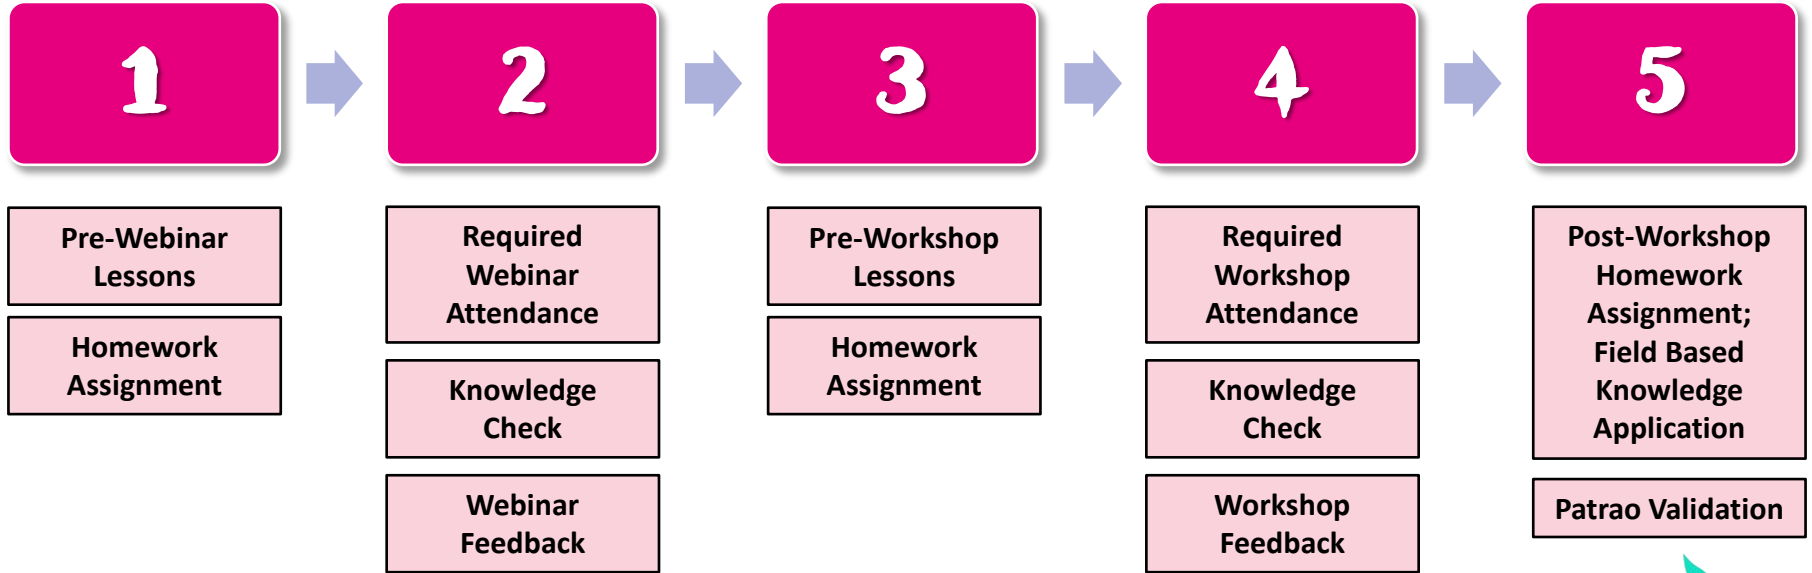 1
2
3
4
5
Pre-Webinar
Lessons
Homework
Assignment
Required
Webinar
Attendance
Knowledge
Check
Webinar
Feedback
Pre-Workshop
Lessons
Homework
Assignment
Required
Workshop
Attendance
Knowledge
Check
Workshop
Feedback
Post-Workshop
Homework
Assignment;
Field Based
Knowledge
Application
Patrao Validation